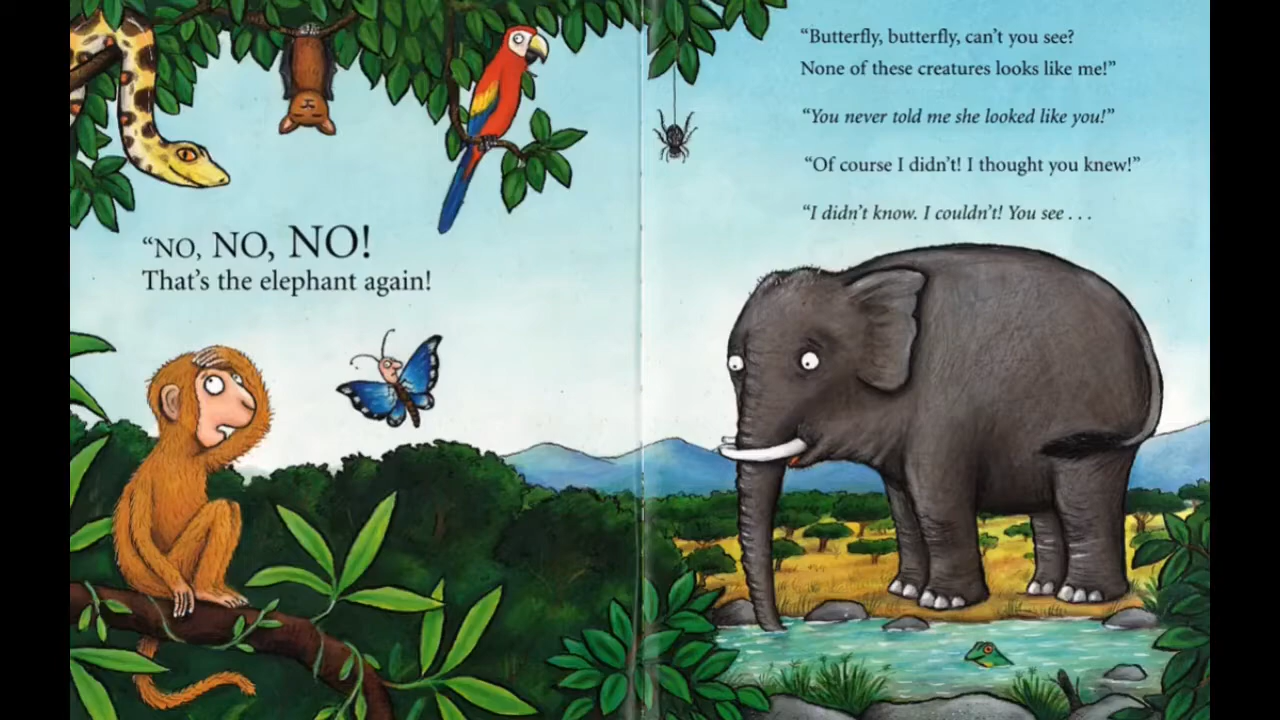 “NO, NO, NO!
That’s the elephant again!
“Butterfly, butterfly, can’t you see?
None of these creatures looks like me!”
“You never told me she looked like you!”
“Of course I didn’t! I thought you knew!”
“I didn’t know. I couldn’t! You see . . .